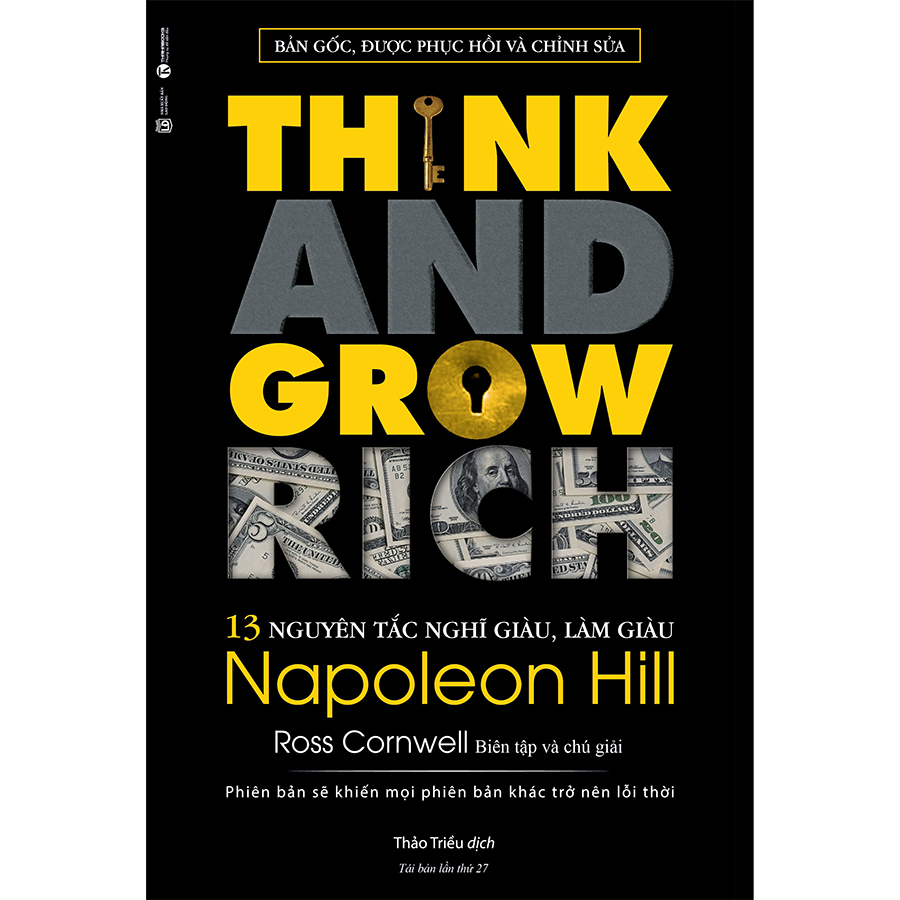 BẢN GỐC, ĐƯỢC PHỤC HỒI VÀ CHỈNH SỬA
THINK
AND
GROW
RICH
13 NGUYÊN TẮC NGHĨ GIÀU, LÀM GIÀU
Napoleon Hill
Ross Cornwell Biên tập và chú giải
Phiên bản sẽ khiến mọi phiên bản khác trở nên lỗi thời
Thảo Triều dịch
Tái bản lần thứ 27